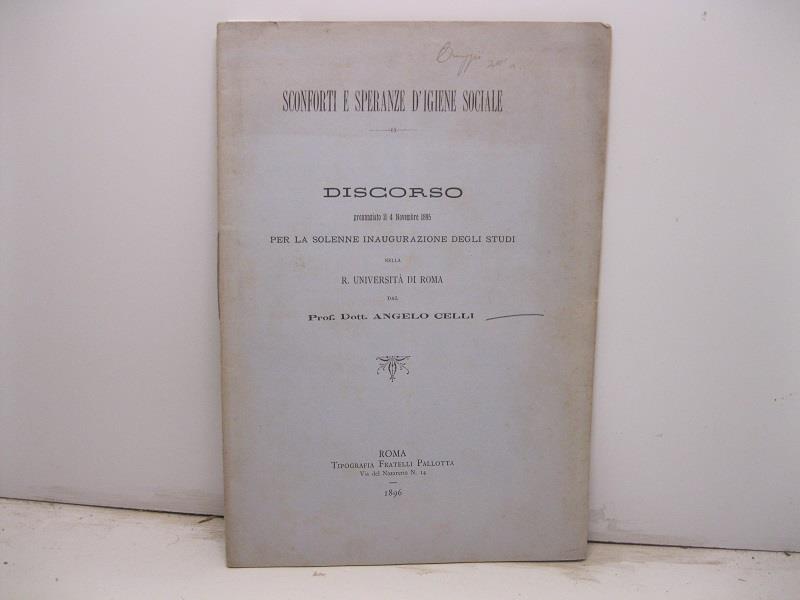 SCONFORTI E SPERANZE D'IGIENE SOCIALE
DISCORSO
pronunziato il 4 Novembre 1895
PER LA SOLENNE INAUGURAZIONE DEGLI STUDI
NELLA
R. UNIVERSITÀ DI ROMA
DAL
Prof. Dott. ANGELO CELLI
ROMA
TIPOGRAFIA FRATELLI PALLOTTA
Via del Nazareno N. 14
1896